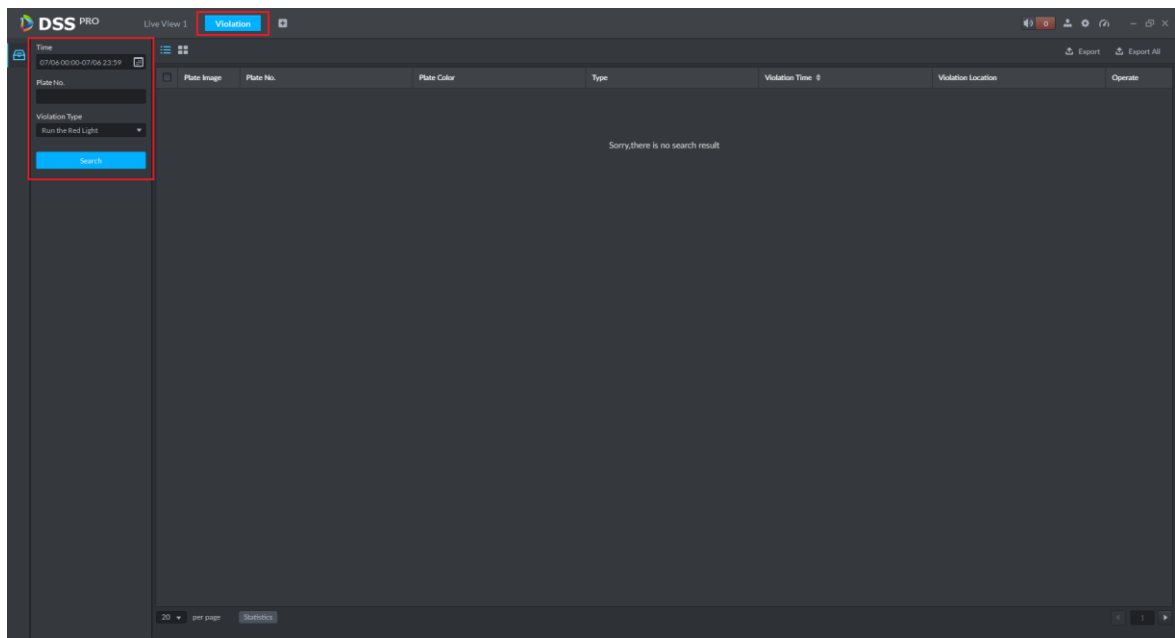 DSS PRO Live View 1 Violation 0
Time
07/06 00:00-07/06 23:59
Plate No.
Violation Type
Run the Red Light
Search
Export Export All
Plate Image Plate No. Plate Color Type Violation Time Violation Location Operate
Sorry,there is no search result
20 per page Statistics 1